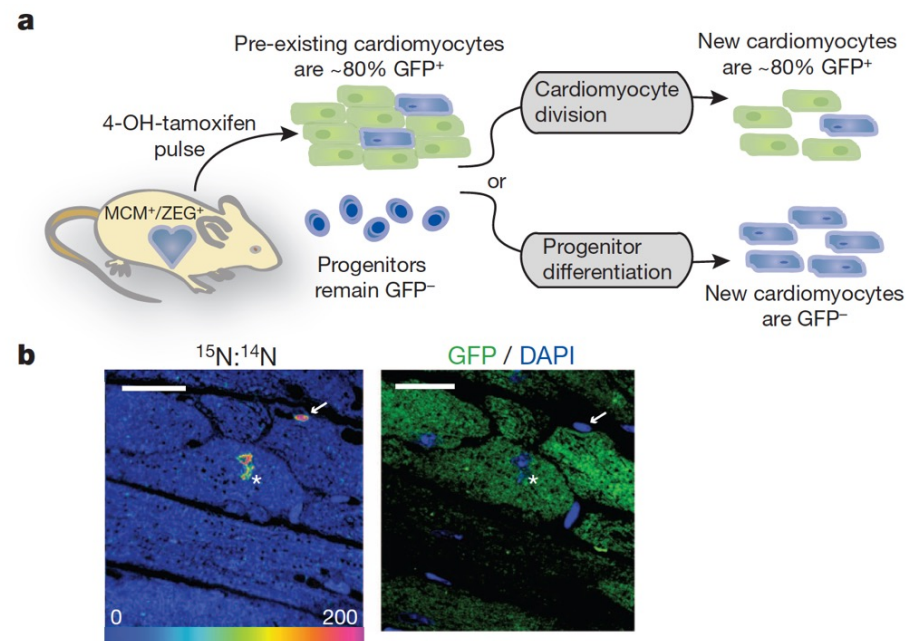 a
Pre-existing cardiomyocytes
are ~80% GFP⁺
New cardiomyocytes
are ~80% GFP⁺
4-OH-tamoxifen
pulse
Cardiomyocyte
division
or
MCM⁺/ZEG⁺
Progenitors
remain GFP⁻
Progenitor
differentiation
New cardiomyocytes
are GFP⁻
b
¹⁵N:¹⁴N
GFP / DAPI
*
*
0
200